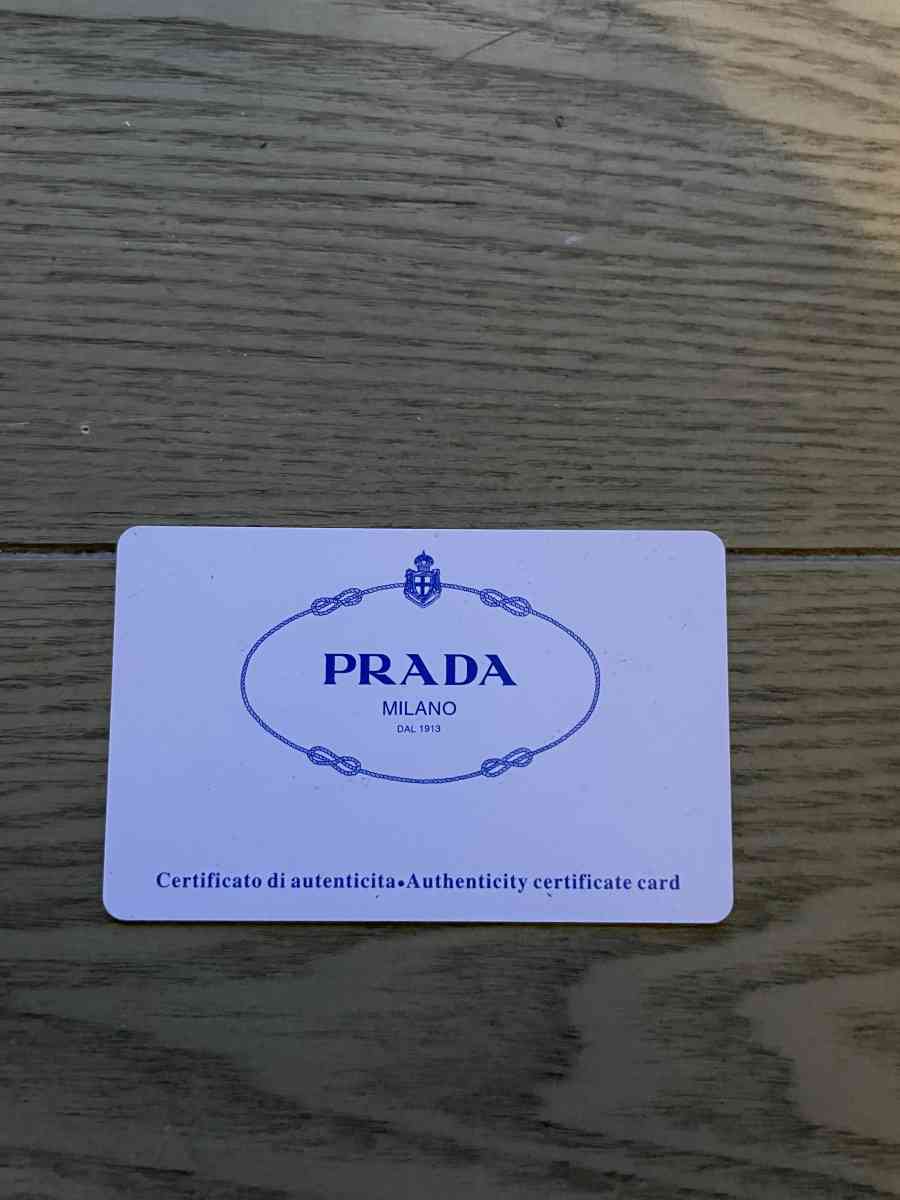 PRADA
MILANO
DAL 1913
Certificato di autenticita•Authenticity certificate card